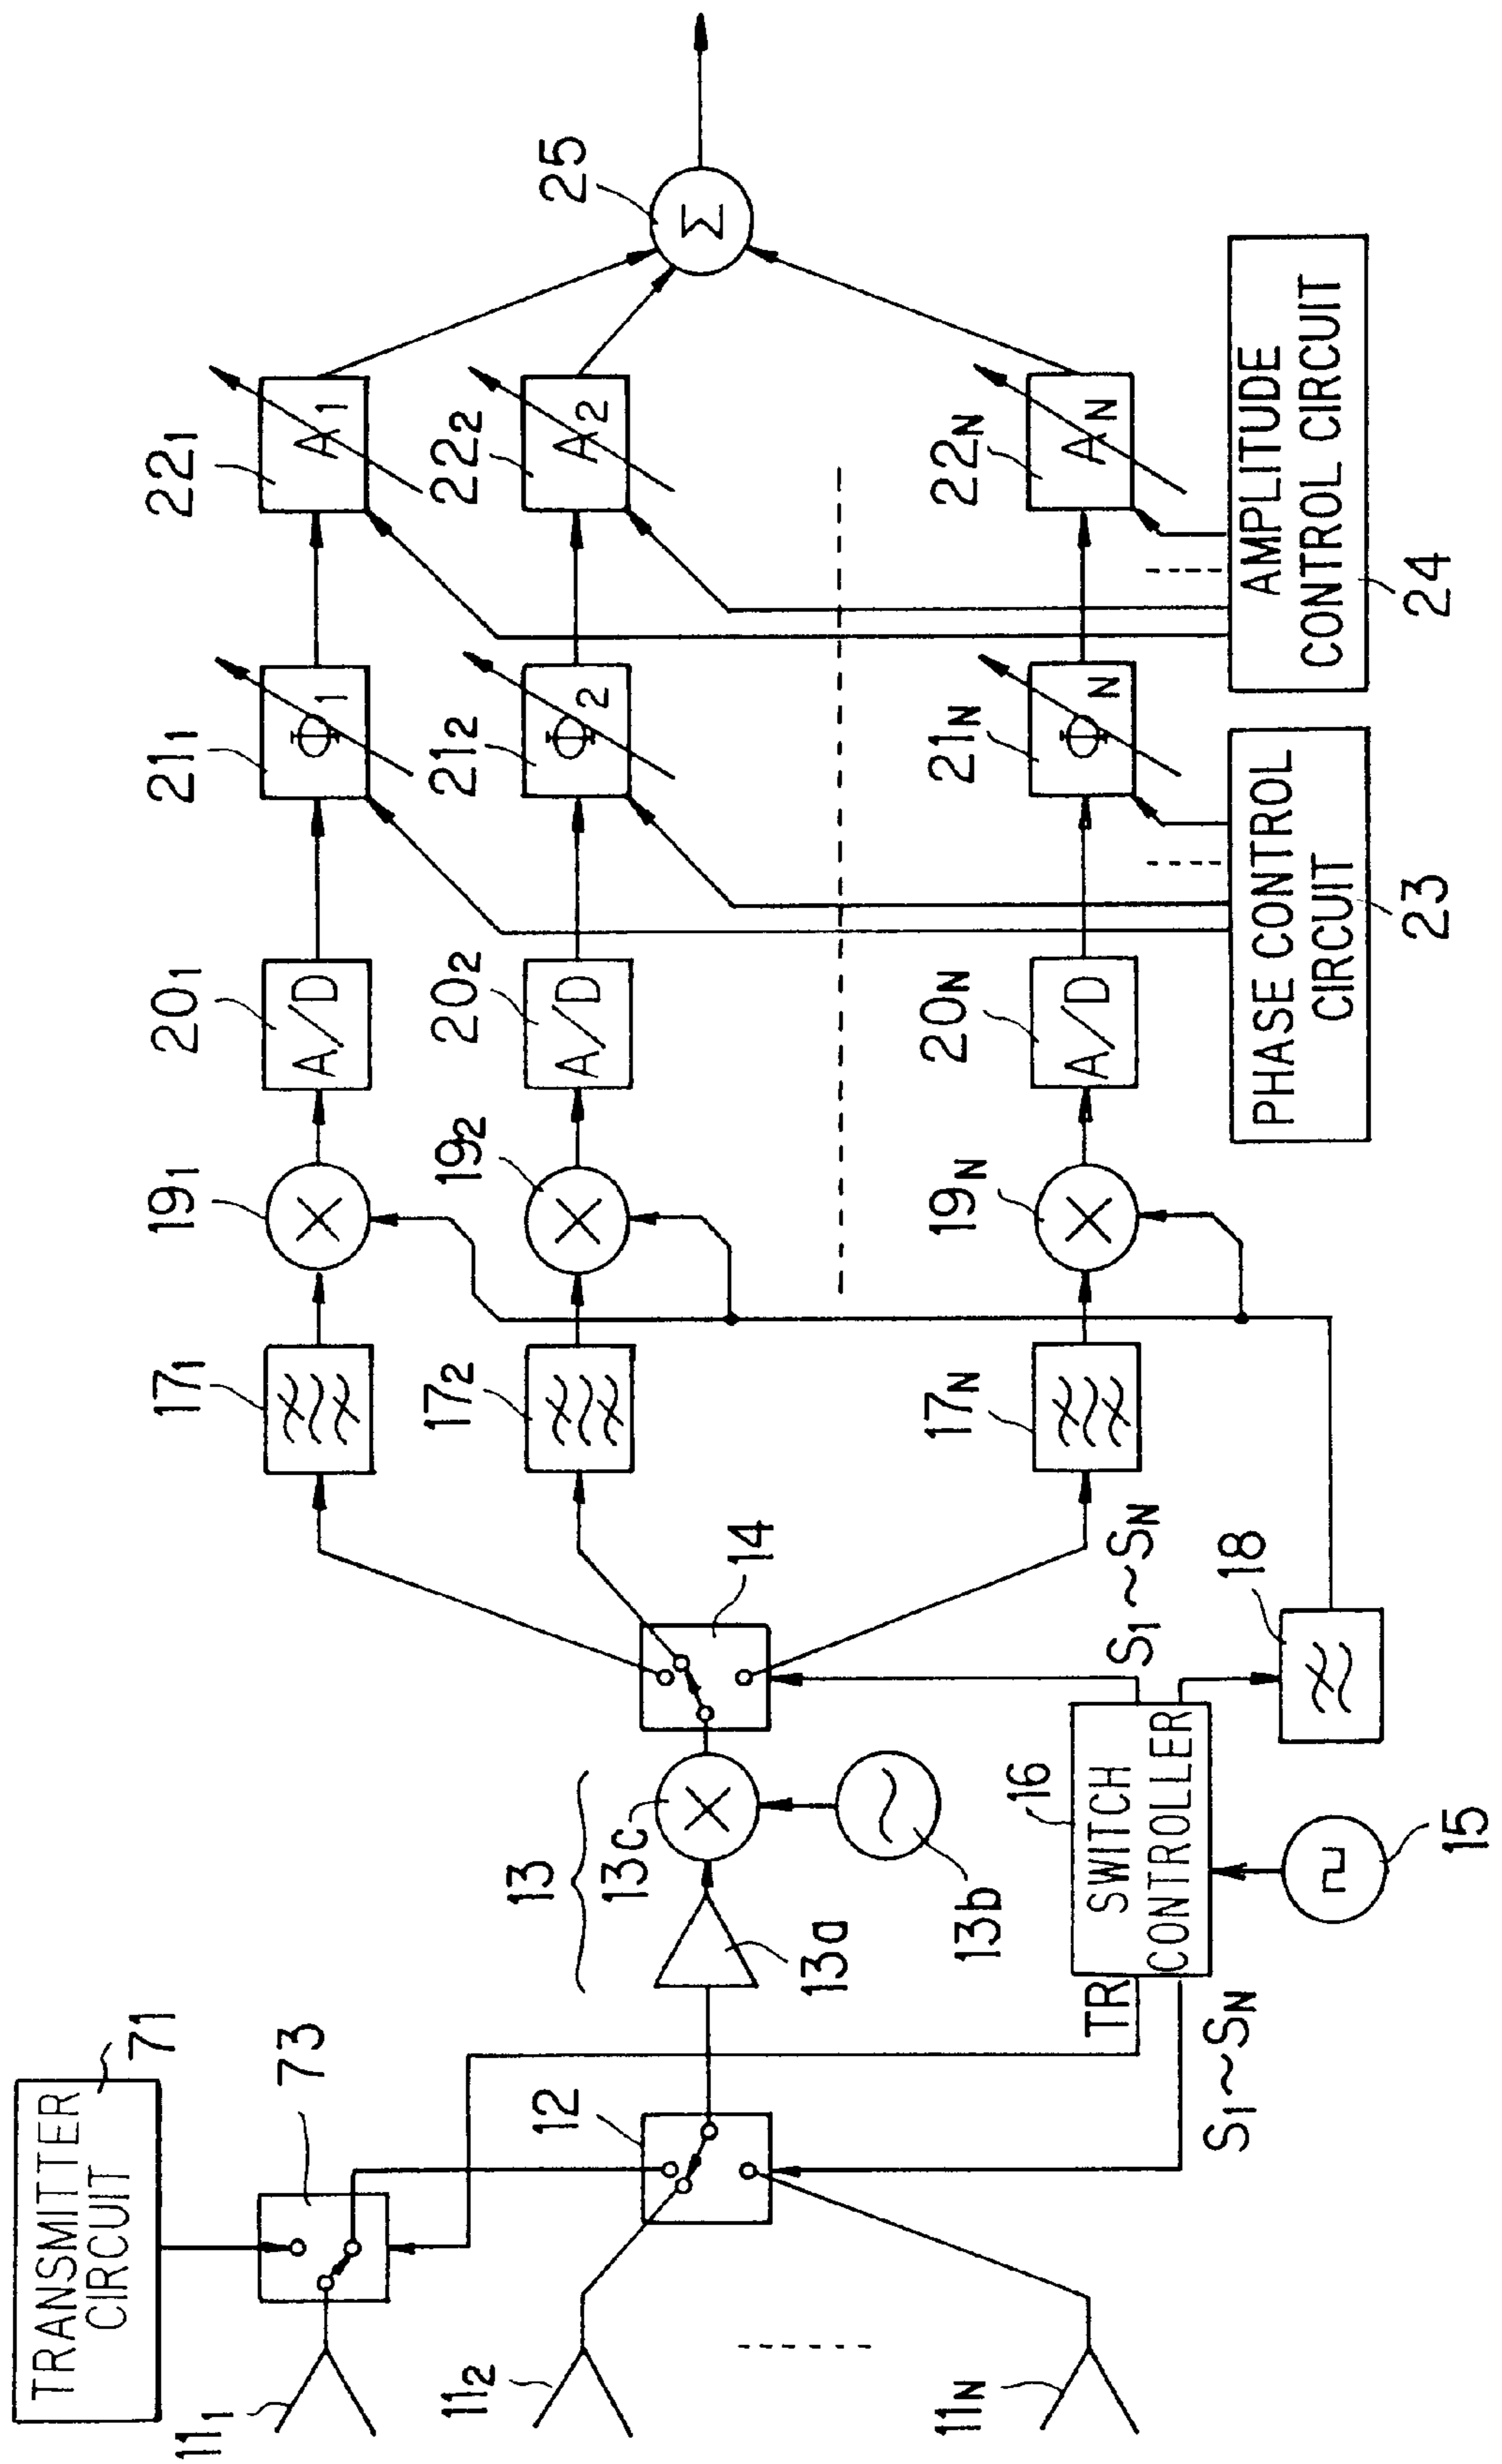 TRANSMITTER
CIRCUIT
71
73
11₁
11₂
11N
12
13
13a
13b
13c
14
TR
S₁~SN
S₁~SN
16
SWITCH
CONTROLLER
15
18
17₁
17₂
17N
19₁
19₂
19N
20₁
A/D
20₂
A/D
20N
A/D
21₁
Φ₁
21₂
Φ₂
21N
ΦN
22₁
A₁
22₂
A₂
22N
AN
25
Σ
PHASE CONTROL
CIRCUIT
23
AMPLITUDE
CONTROL CIRCUIT
24